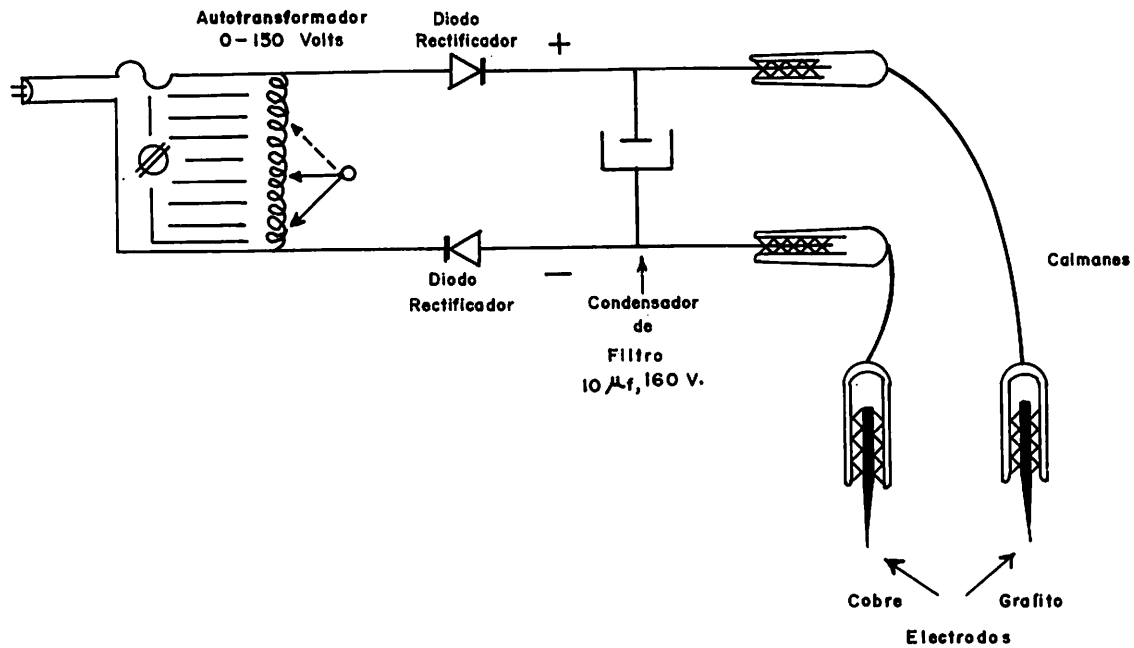 Autotransformador
0-150 Volts
Diodo
Rectificador
+
Diodo
Rectificador
−
Condensador
de
Filtro
10 μf, 160 V.
Caimanes
Cobre
Grafito
Electrodos